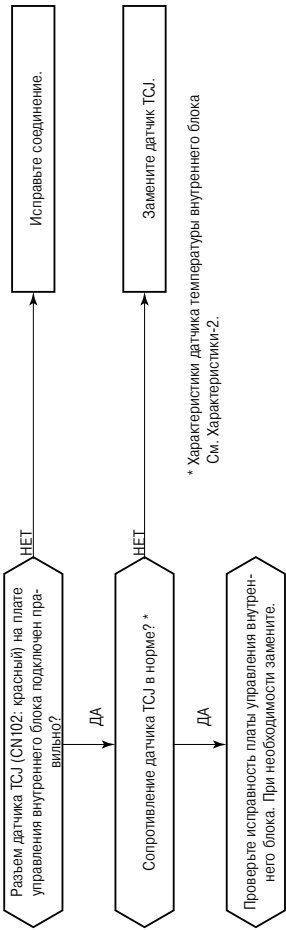 Разъем датчика TCJ (CN102: красный) на плате
управления внутреннего блока подключен пра-
вильно?
НЕТ
Исправьте соединение.
ДА
Сопротивление датчика TCJ в норме? *
НЕТ
Замените датчик TCJ.
* Характеристики датчика температуры внутреннего блока
См. Характеристики-2.
ДА
Проверьте исправность платы управления внутрен-
него блока. При необходимости замените.